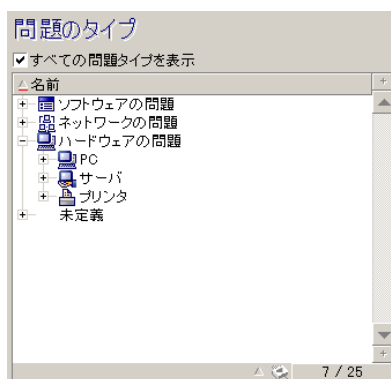 問題のタイプ
すべての問題タイプを表示
名前
ソフトウェアの問題
ネットワークの問題
ハードウェアの問題
PC
サーバ
プリンタ
未定義
7 / 25